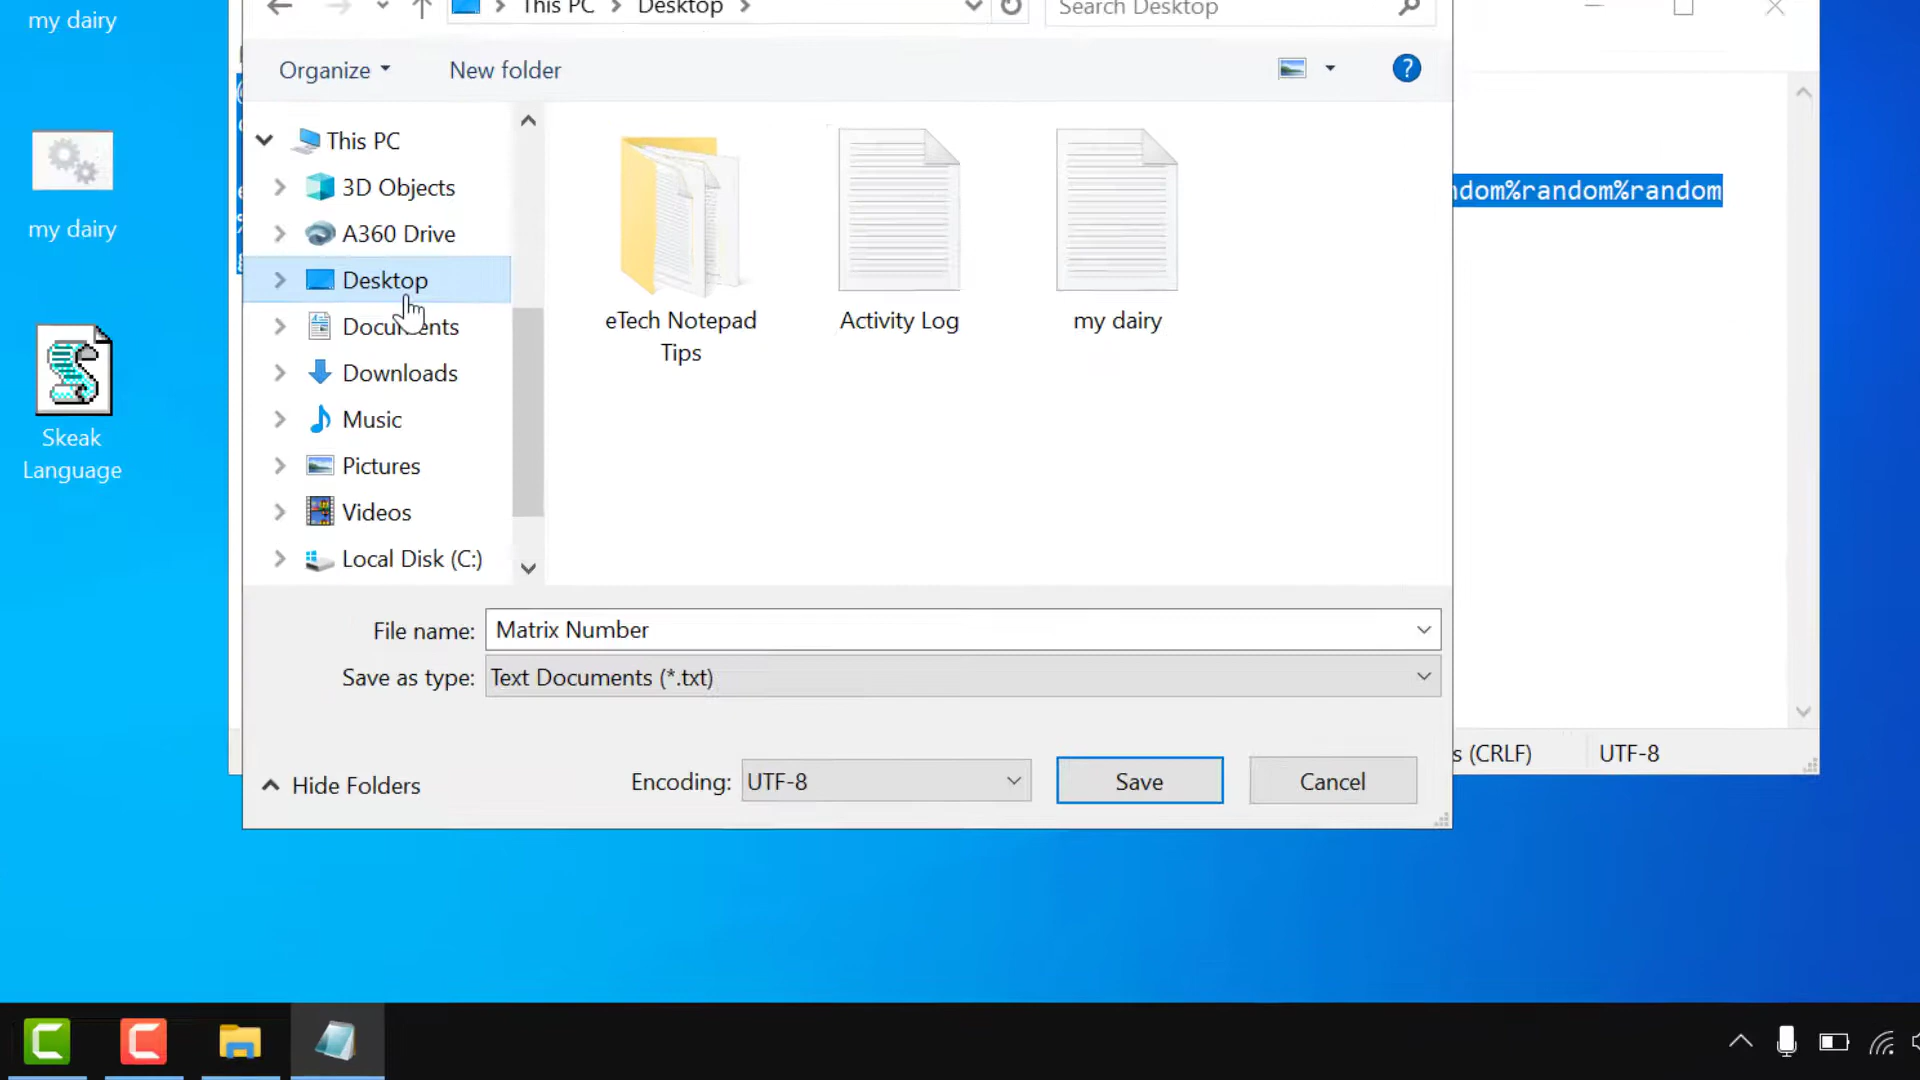 my dairy
This PC
Desktop
Search Desktop
Organize
New folder
?
my dairy
This PC
3D Objects
A360 Drive
Desktop
Documents
Downloads
Music
Pictures
Videos
Local Disk (C:)
eTech Notepad
Tips
Activity Log
my dairy
ndom%random%random
Skeak
Language
File name:
Matrix Number
Save as type:
Text Documents (*.txt)
Hide Folders
Encoding:
UTF-8
Save
Cancel
s (CRLF)
UTF-8